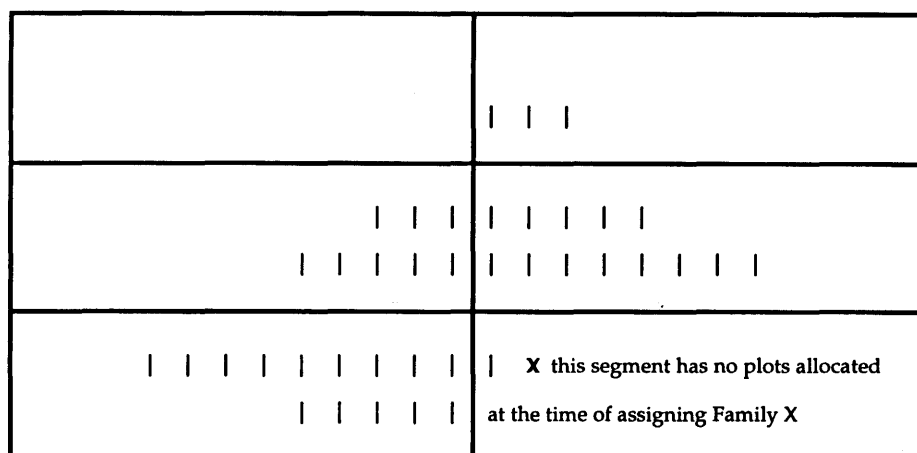 X this segment has no plots allocated
at the time of assigning Family X